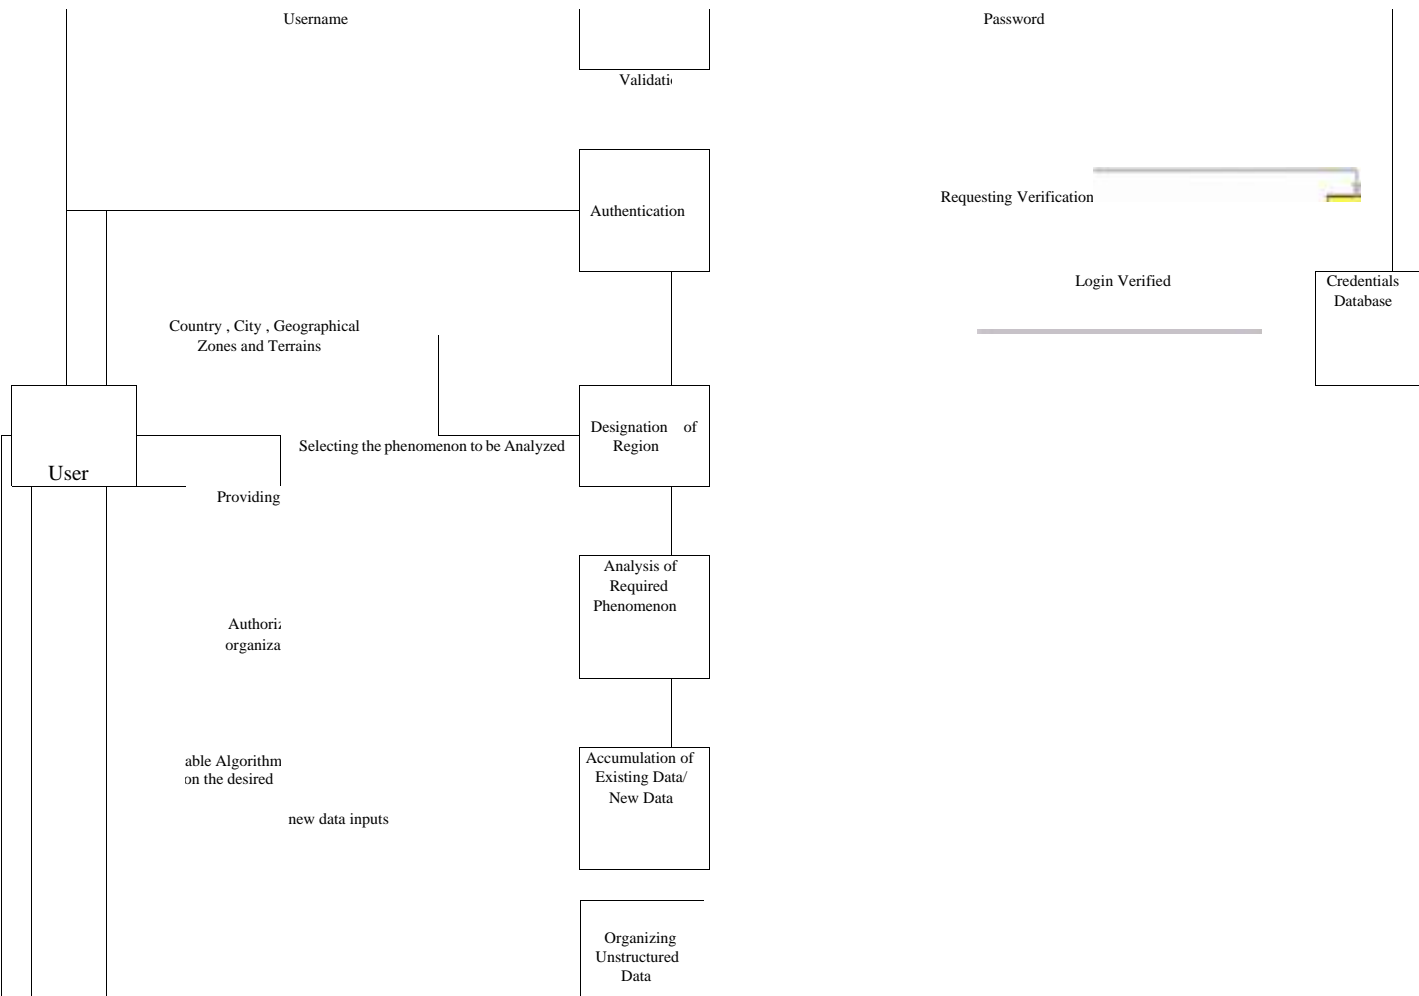 Username
Password
Validati
Authentication
Requesting Verification
Login Verified
Credentials
Database
Country , City , Geographical
Zones and Terrains
Designation of
Region
Selecting the phenomenon to be Analyzed
User
Providing
Analysis of
Required
Phenomenon
Authoriz
organiza
able Algorithm
on the desired
Accumulation of
Existing Data/
New Data
new data inputs
Organizing
Unstructured
Data